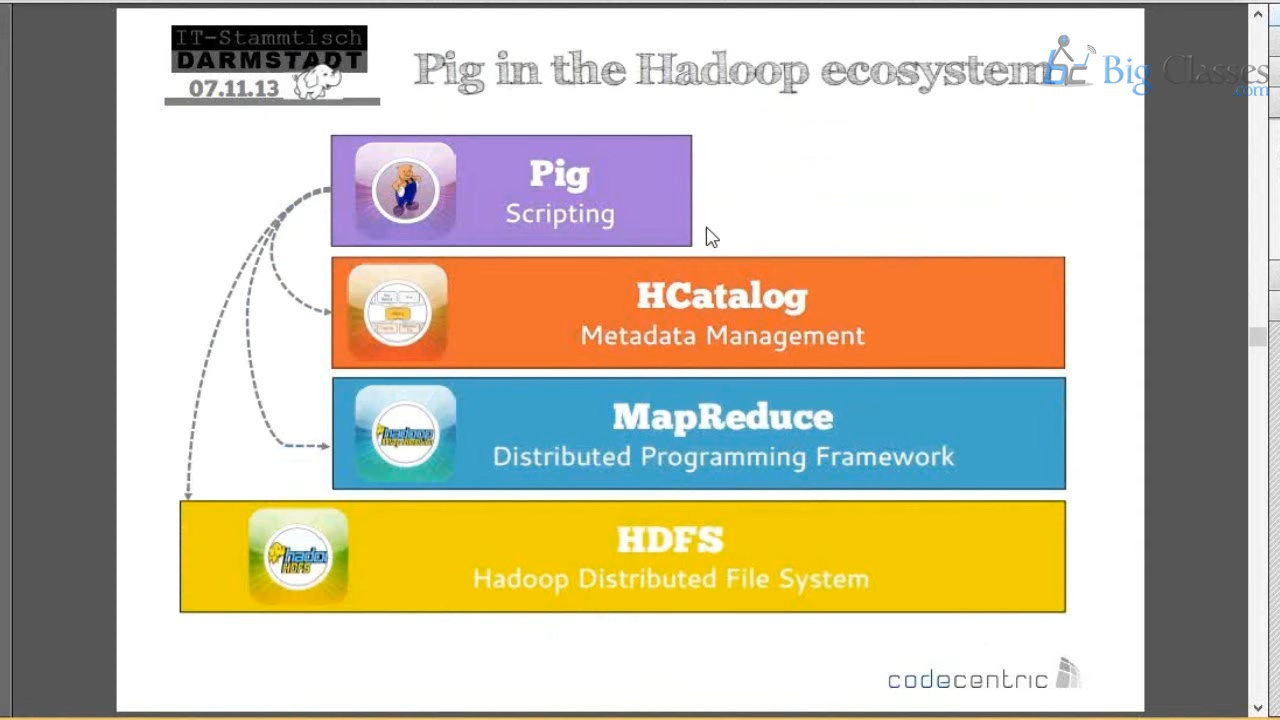 IT-Stammtisch
DARMSTADT
07.11.13
Pig in the Hadoop ecosystem
Big Classes
.com
Pig
Scripting
HCatalog
Metadada Management
MapReduce
Distributed Programming Framework
HDFS
Hadoop Distributed File System
codecentric